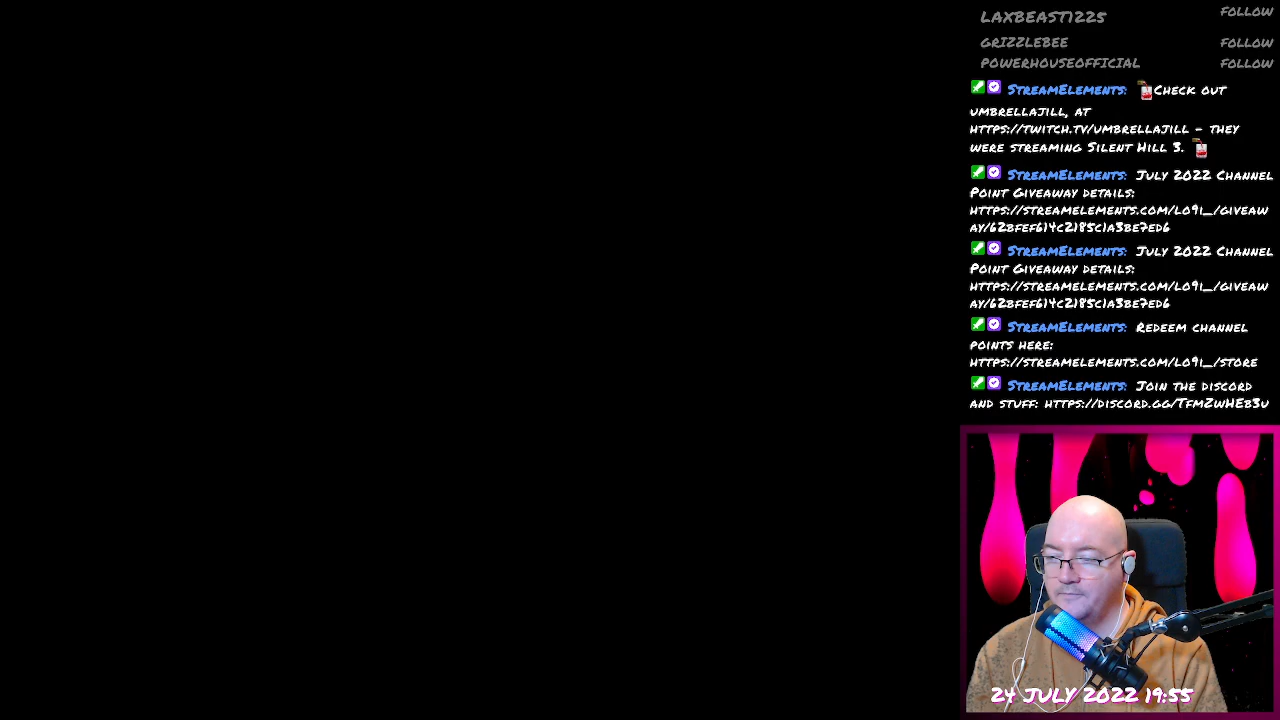 LAXBEAST1225 FOLLOW
GRIZZLEBEE FOLLOW
POWERHOUSEOFFICIAL FOLLOW
STREAMELEMENTS: CHECK OUT
UMBRELLAJILL, AT
HTTPS://TWITCH.TV/UMBRELLAJILL - THEY
WERE STREAMING SILENT HILL 3.
STREAMELEMENTS: JULY 2022 CHANNEL
POINT GIVEAWAY DETAILS:
HTTPS://STREAMELEMENTS.COM/LO9I_/GIVEAW
AY/62BFEF614C2185C1A3BE7ED6
STREAMELEMENTS: JULY 2022 CHANNEL
POINT GIVEAWAY DETAILS:
HTTPS://STREAMELEMENTS.COM/LO9I_/GIVEAW
AY/62BFEF614C2185C1A3BE7ED6
STREAMELEMENTS: REDEEM CHANNEL
POINTS HERE:
HTTPS://STREAMELEMENTS.COM/LO9I_/STORE
STREAMELEMENTS: JOIN THE DISCORD
AND STUFF: HTTPS://DISCORD.GG/TFMZWHEB3U
24 JULY 2022 19:55